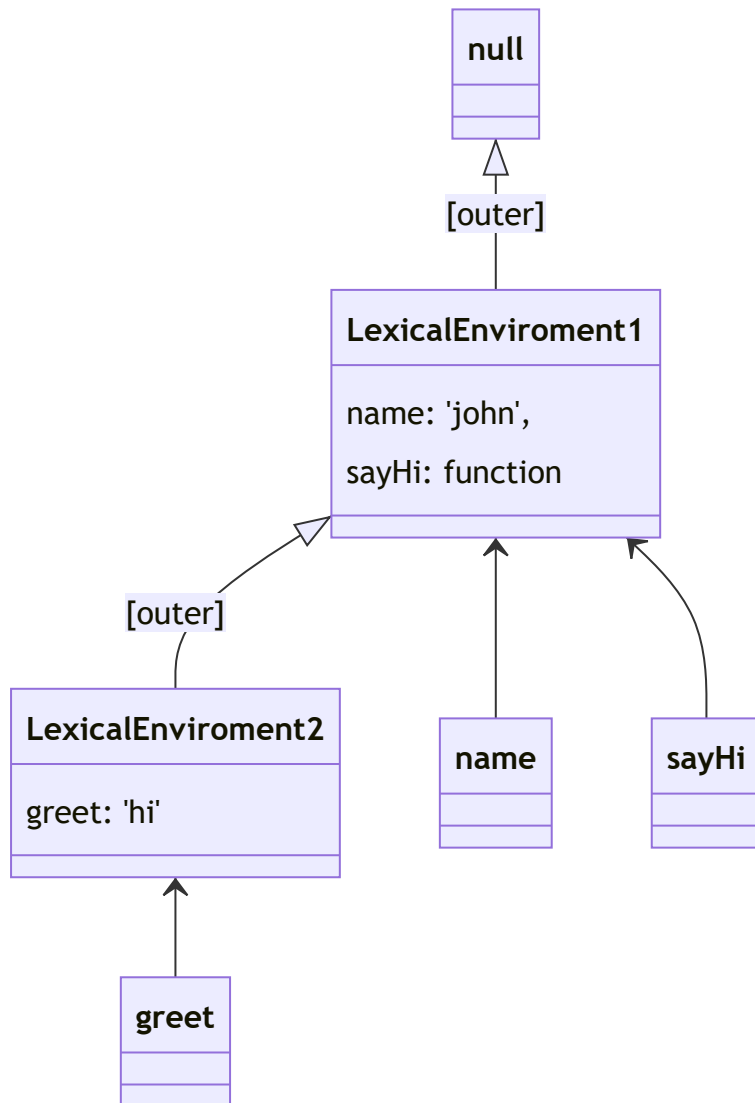 null
[outer]
LexicalEnviroment1
name: 'john',
sayHi: function
[outer]
LexicalEnviroment2
greet: 'hi'
name
sayHi
greet